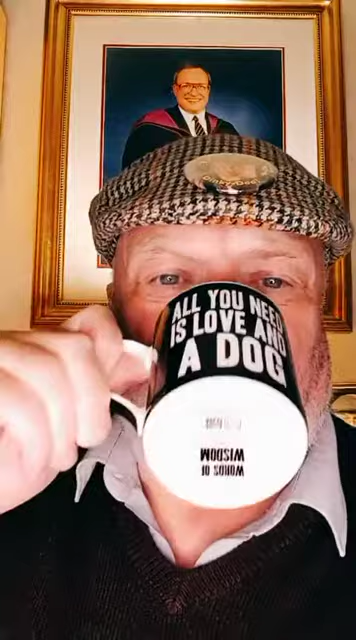 ALL YOU NEED
IS LOVE AND
A DOG
WORDS OF
WISDOM